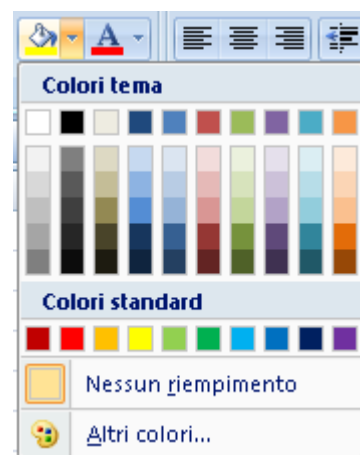 A
Colori tema
Colori standard
Nessun riempimento
Altri colori...